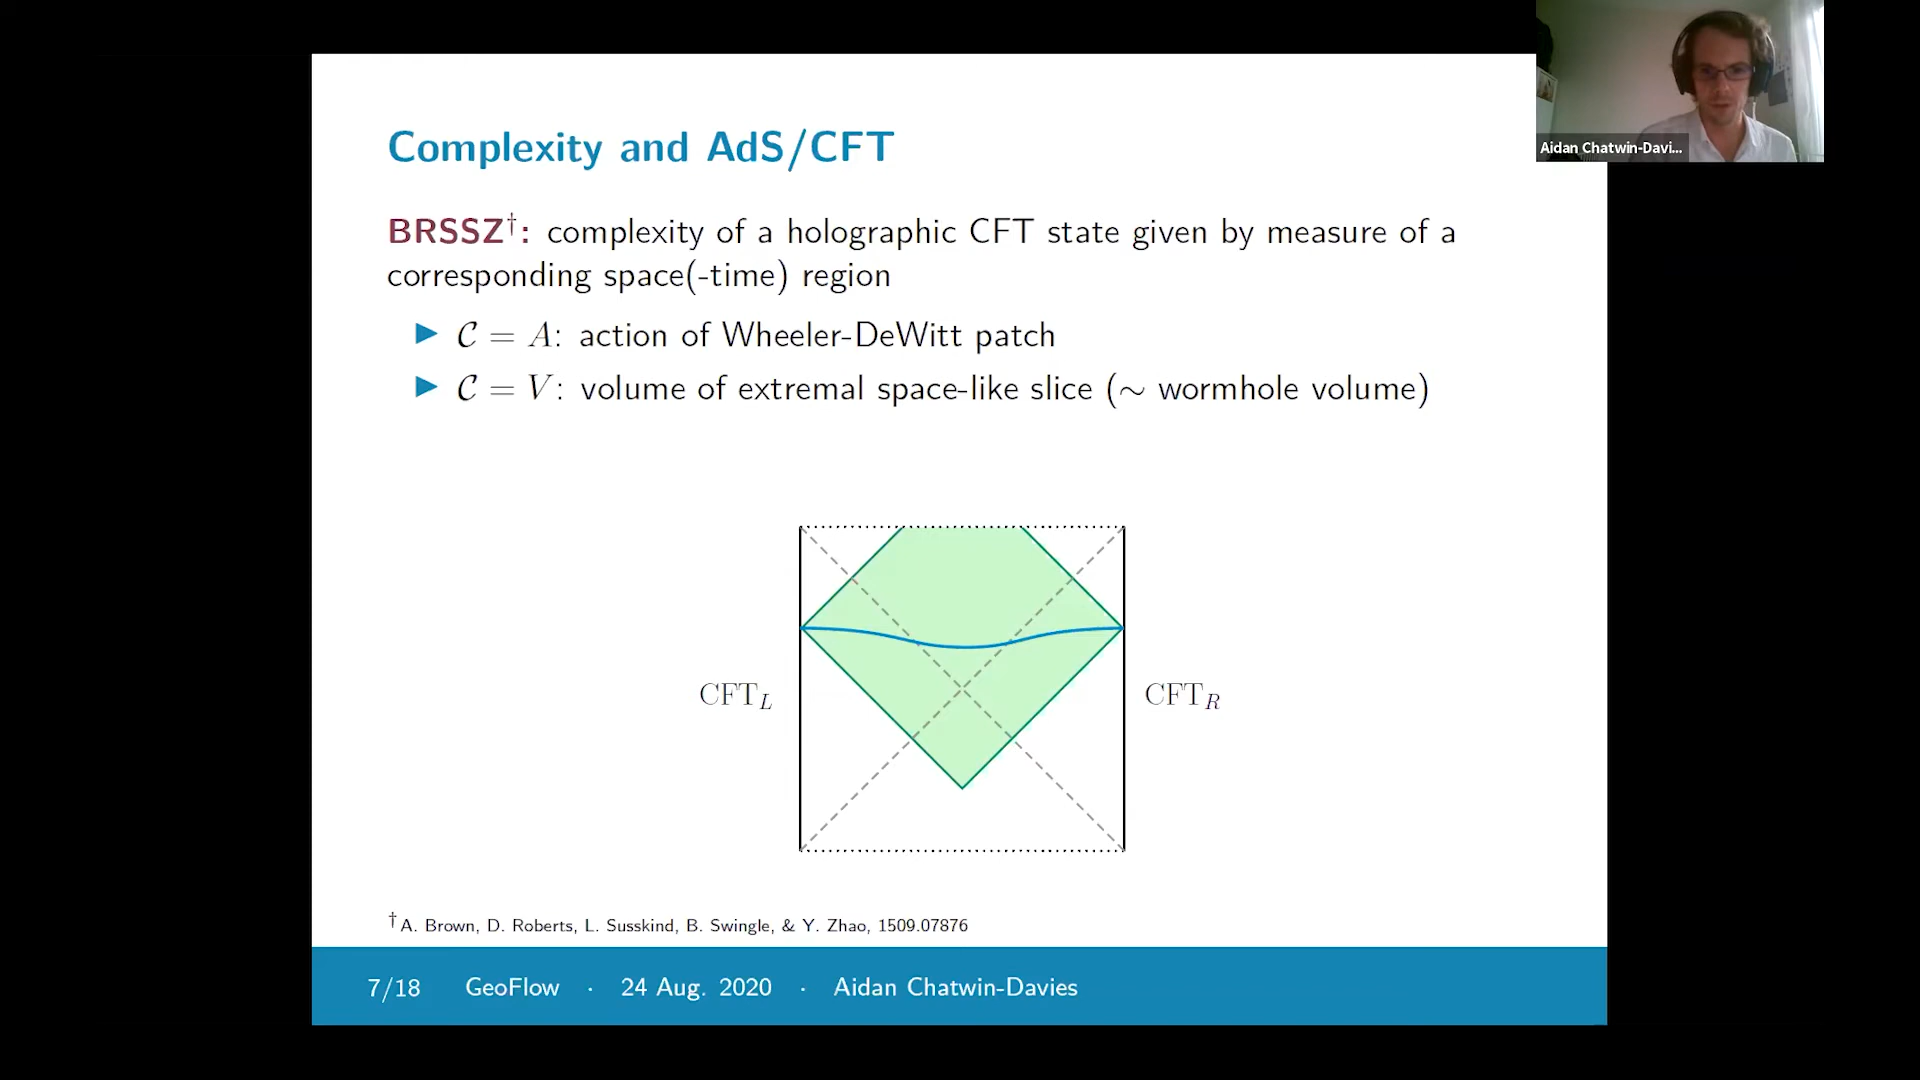 Aidan Chatwin-Davi...
Complexity and AdS/CFT
BRSSZ†: complexity of a holographic CFT state given by measure of a
corresponding space(-time) region
▶ 𝒞 = A: action of Wheeler-DeWitt patch
▶ 𝒞 = V: volume of extremal space-like slice (∼ wormhole volume)
CFT_L
CFT_R
†A. Brown, D. Roberts, L. Susskind, B. Swingle, & Y. Zhao, 1509.07876
7/18 GeoFlow · 24 Aug. 2020 · Aidan Chatwin-Davies